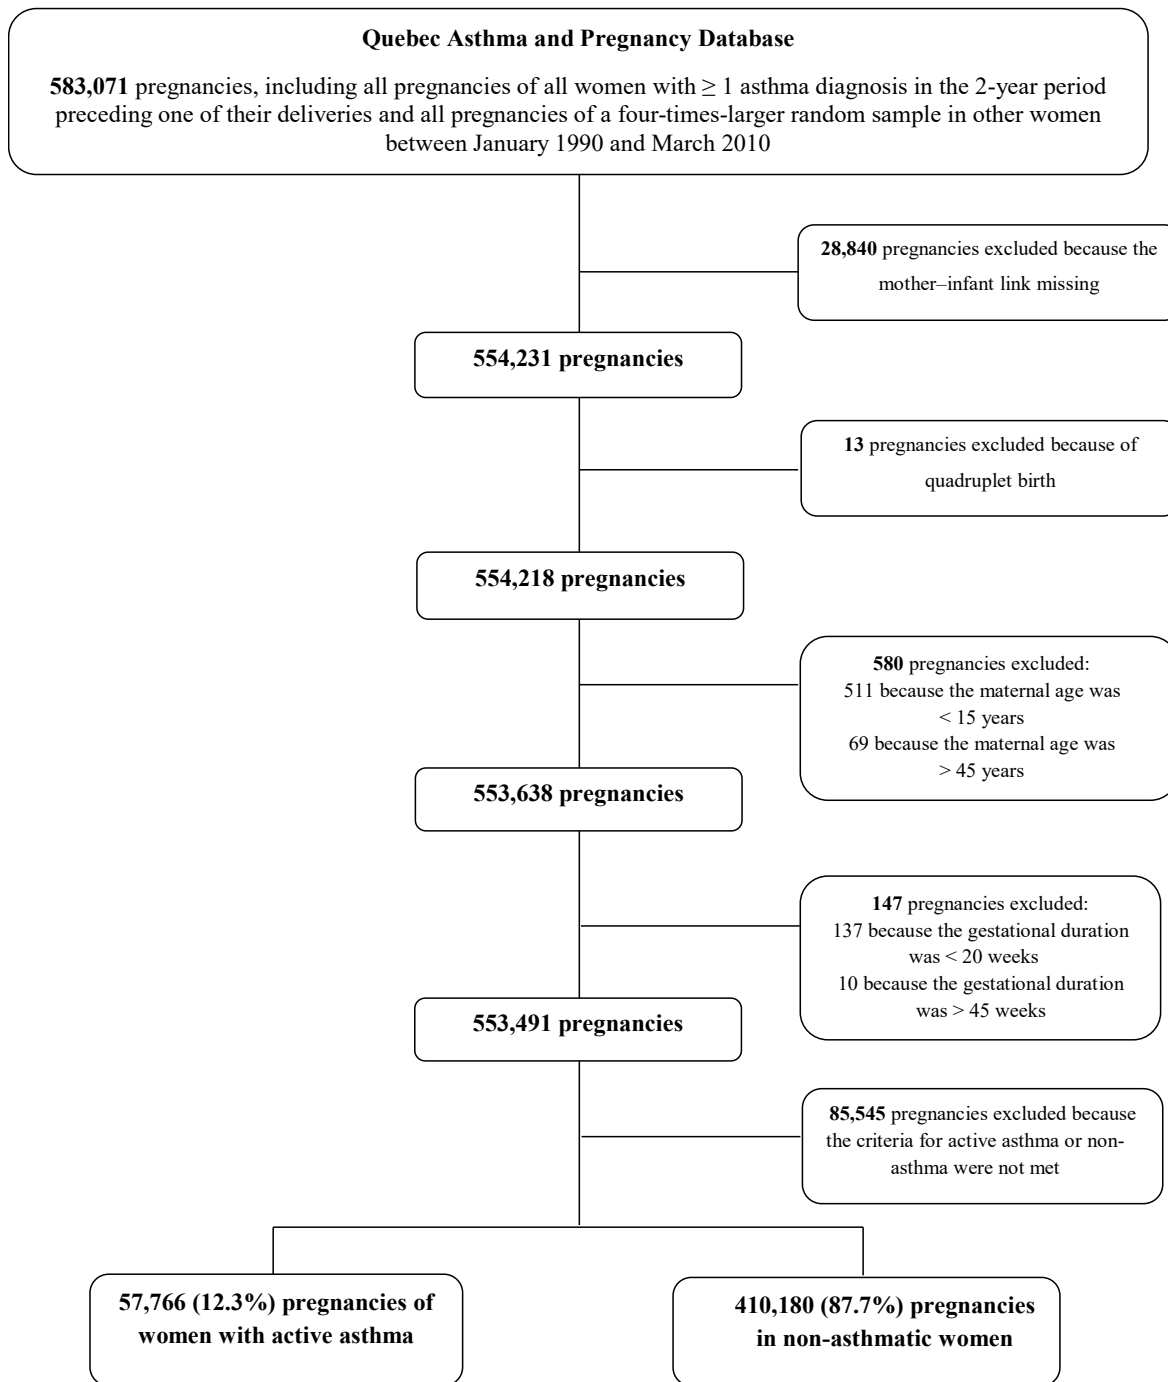 Quebec Asthma and Pregnancy Database
583,071 pregnancies, including all pregnancies of all women with ≥ 1 asthma diagnosis in the 2-year period
preceding one of their deliveries and all pregnancies of a four-times-larger random sample in other women
between January 1990 and March 2010
28,840 pregnancies excluded because the
mother–infant link missing
554,231 pregnancies
13 pregnancies excluded because of
quadruplet birth
554,218 pregnancies
580 pregnancies excluded:
511 because the maternal age was
< 15 years
69 because the maternal age was
> 45 years
553,638 pregnancies
147 pregnancies excluded:
137 because the gestational duration
was < 20 weeks
10 because the gestational duration
was > 45 weeks
553,491 pregnancies
85,545 pregnancies excluded because
the criteria for active asthma or non-
asthma were not met
57,766 (12.3%) pregnancies of
women with active asthma
410,180 (87.7%) pregnancies
in non-asthmatic women